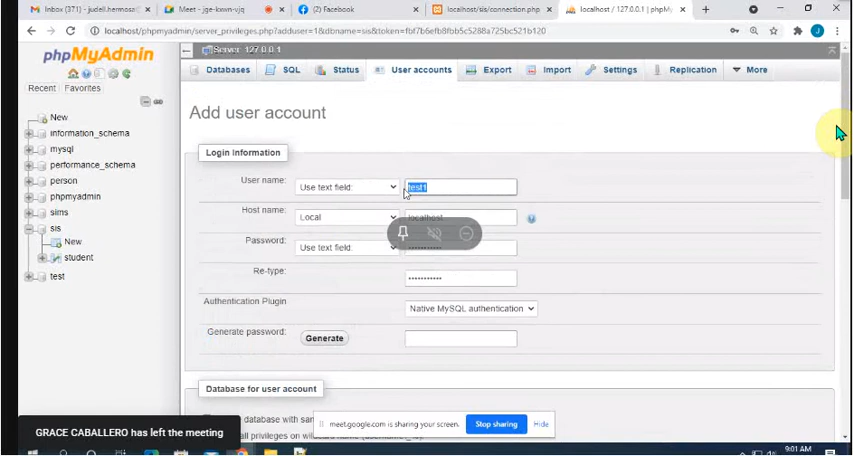 Inbox (371) - judell.hermosa
Meet - jge-kxwn-vjq
(2) Facebook
localhost/sis/connection.php
localhost / 127.0.0.1 | phpM
localhost/phpmyadmin/server_privileges.php?adduser=1&dbname=sis&token=fbf7b6efb8fbb5c5288a725bc521b120
phpMyAdmin
Recent Favorites
New
information_schema
mysql
performance_schema
person
phpmyadmin
sims
sis
New
student
test
Server: 127.0.0.1
Databases SQL Status User accounts Export Import Settings Replication More
Add user account
Login Information
User name: Use text field: test1
Host name: Local localhost
Password: Use text field:
Re-type:
Authentication Plugin
Native MySQL authentication
Generate password: Generate
Database for user account
database with
all privileges on wildcard name
meet.google.com is sharing your screen. Stop sharing Hide
GRACE CABALLERO has left the meeting
9:01 AM